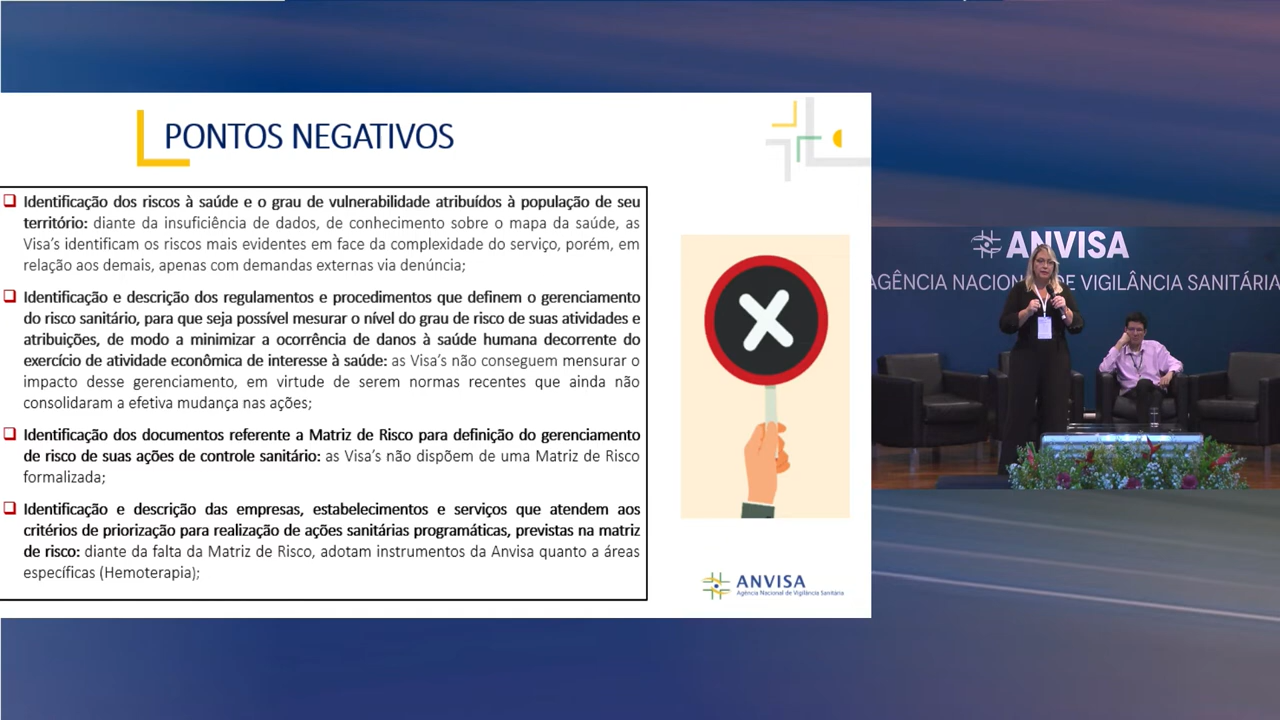 PONTOS NEGATIVOS
Identificação dos riscos à saúde e o grau de vulnerabilidade atribuídos à população de seu
território: diante da insuficiência de dados, de conhecimento sobre o mapa da saúde, as
Visa's identificam os riscos mais evidentes em face da complexidade do serviço, porém, em
relação aos demais, apenas com demandas externas via denúncia;
Identificação e descrição dos regulamentos e procedimentos que definem o gerenciamento
do risco sanitário, para que seja possível mesurar o nível do grau de risco de suas atividades e
atribuições, de modo a minimizar a ocorrência de danos à saúde humana decorrente do
exercício de atividade econômica de interesse à saúde: as Visa's não conseguem mensurar o
impacto desse gerenciamento, em virtude de serem normas recentes que ainda não
consolidaram a efetiva mudança nas ações;
Identificação dos documentos referente a Matriz de Risco para definição do gerenciamento
de risco de suas ações de controle sanitário: as Visa's não dispõem de uma Matriz de Risco
formalizada;
Identificação e descrição das empresas, estabelecimentos e serviços que atendem aos
critérios de priorização para realização de ações sanitárias programáticas, previstas na matriz
de risco: diante da falta da Matriz de Risco, adotam instrumentos da Anvisa quanto a áreas
específicas (Hemoterapia);
ANVISA
Agência Nacional de Vigilância Sanitária
ANVISA
AGÊNCIA NACION DE VIGILÂNCIA SANITÁRIA